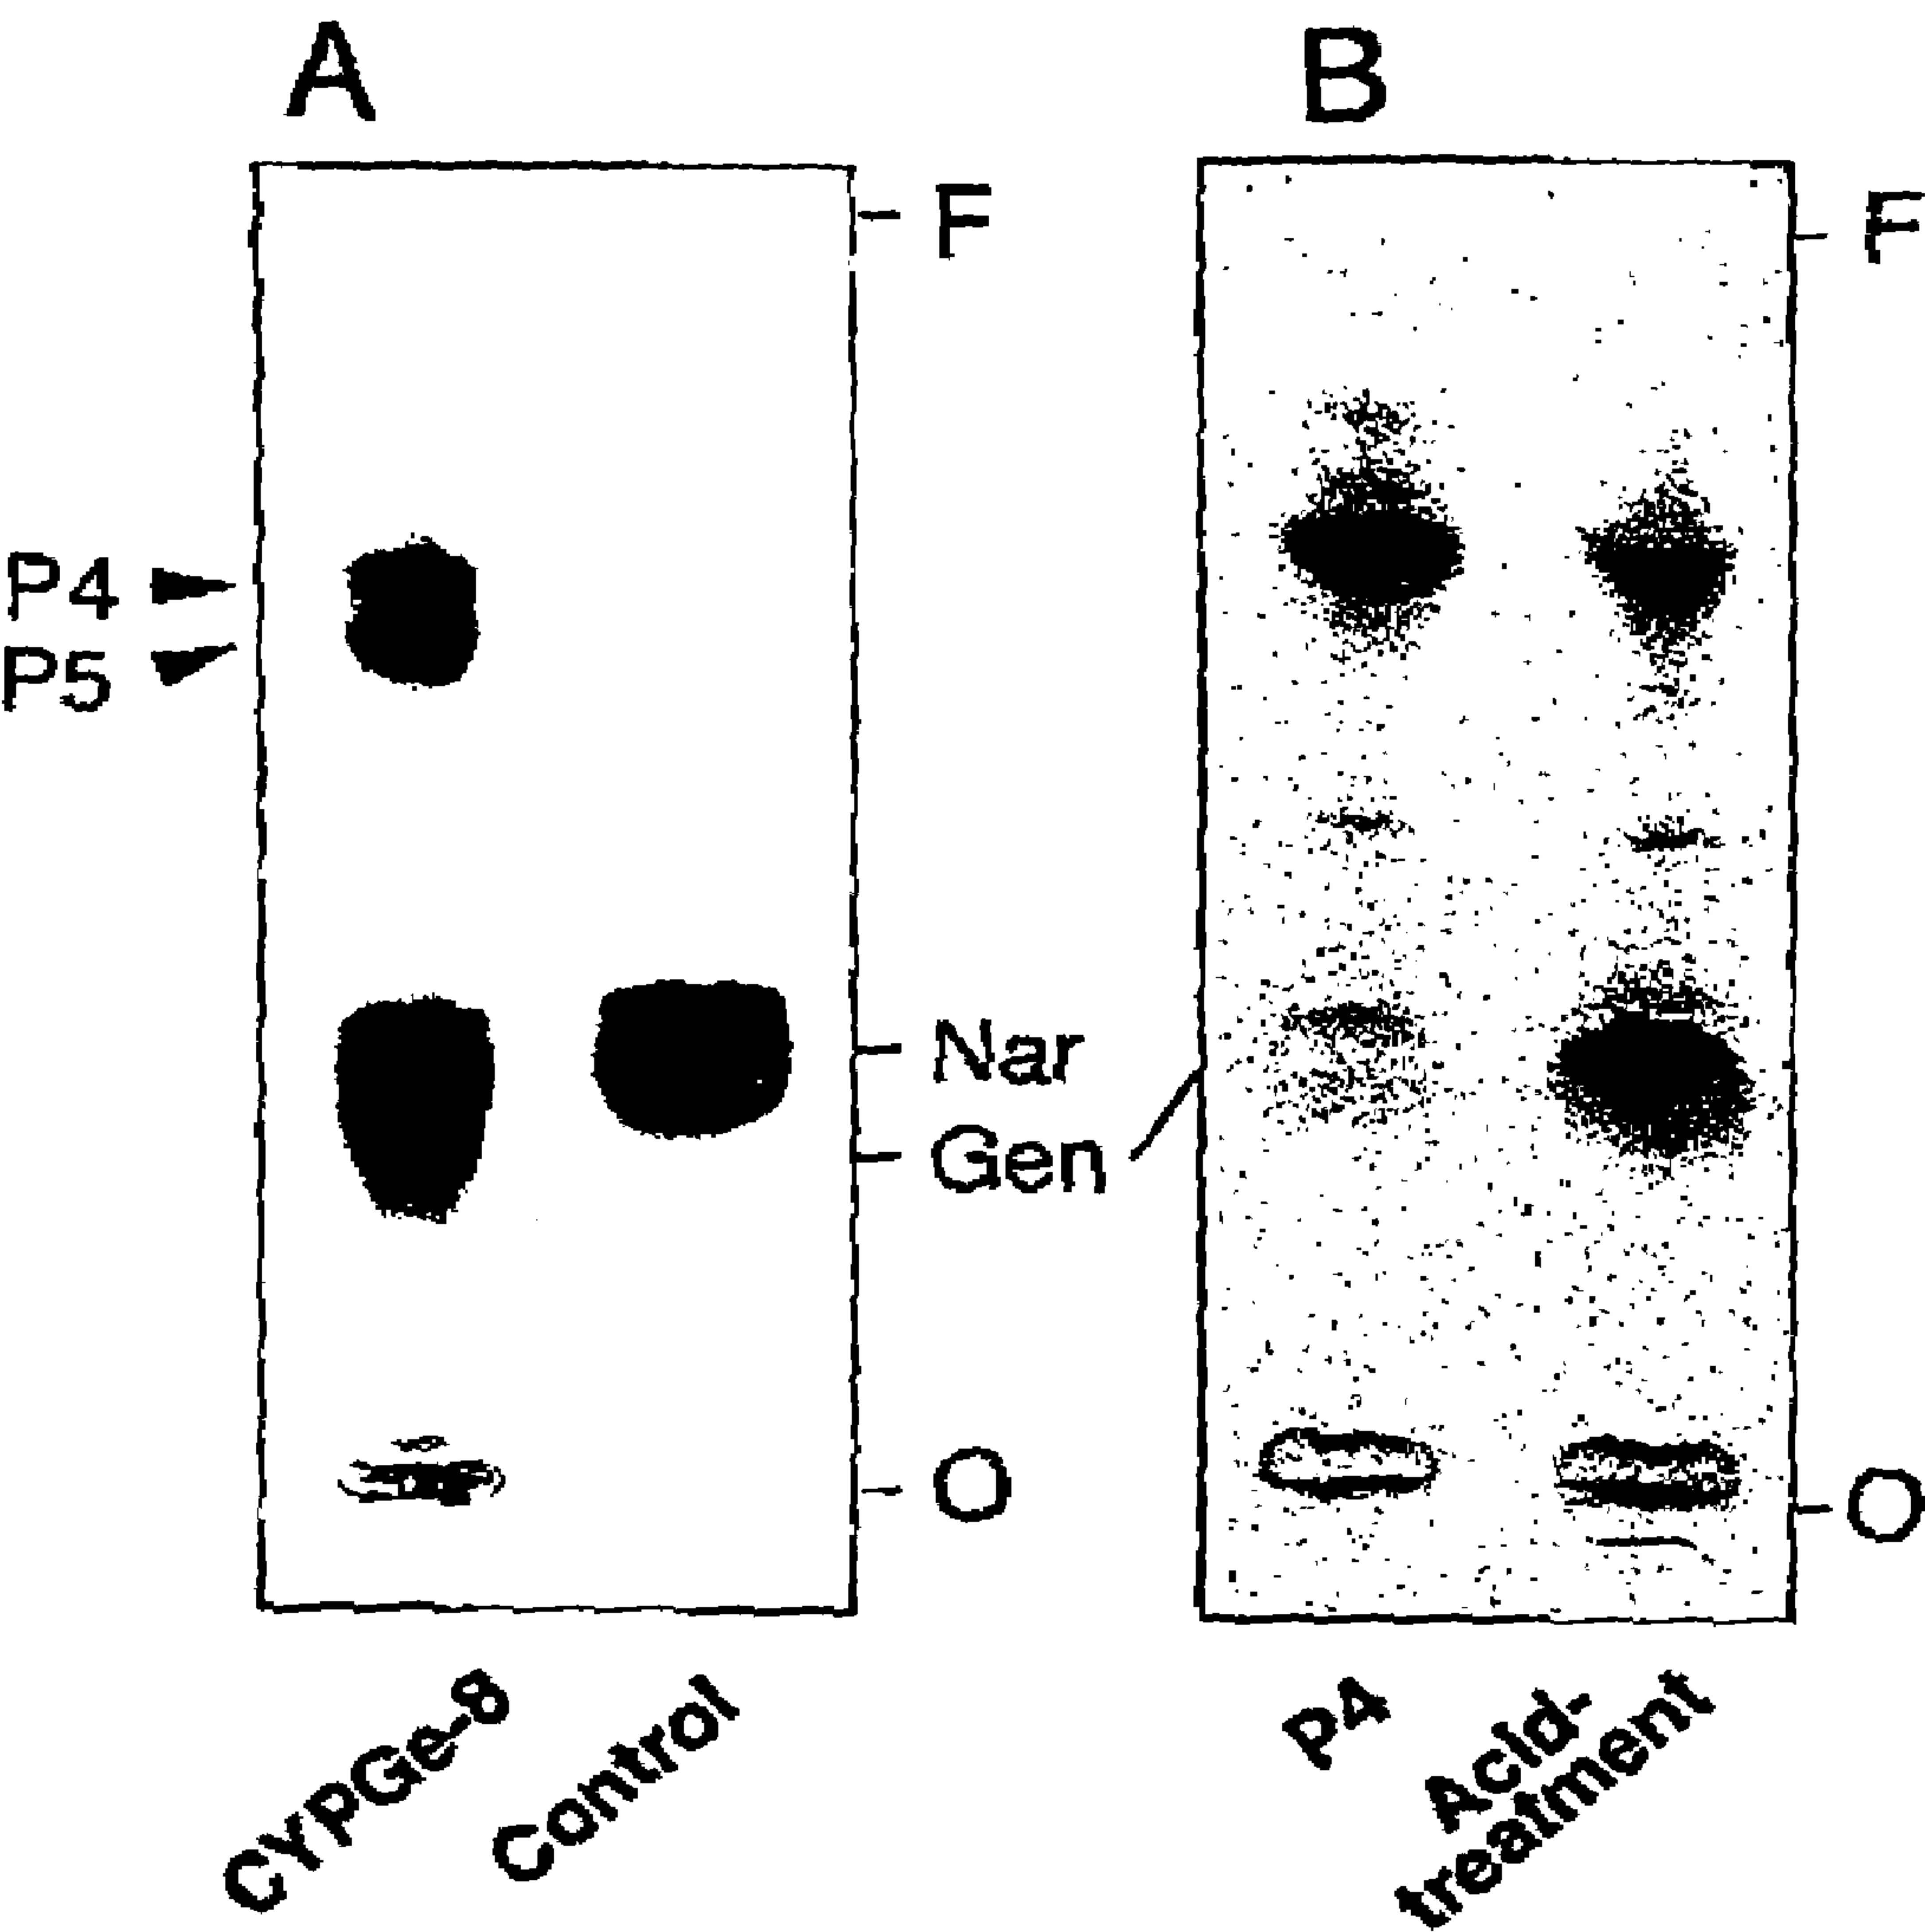 A
B
F
F
P4
P5
Nar
Gen
O
O
CYPGe-8
Control
P4
Acid-
treatment